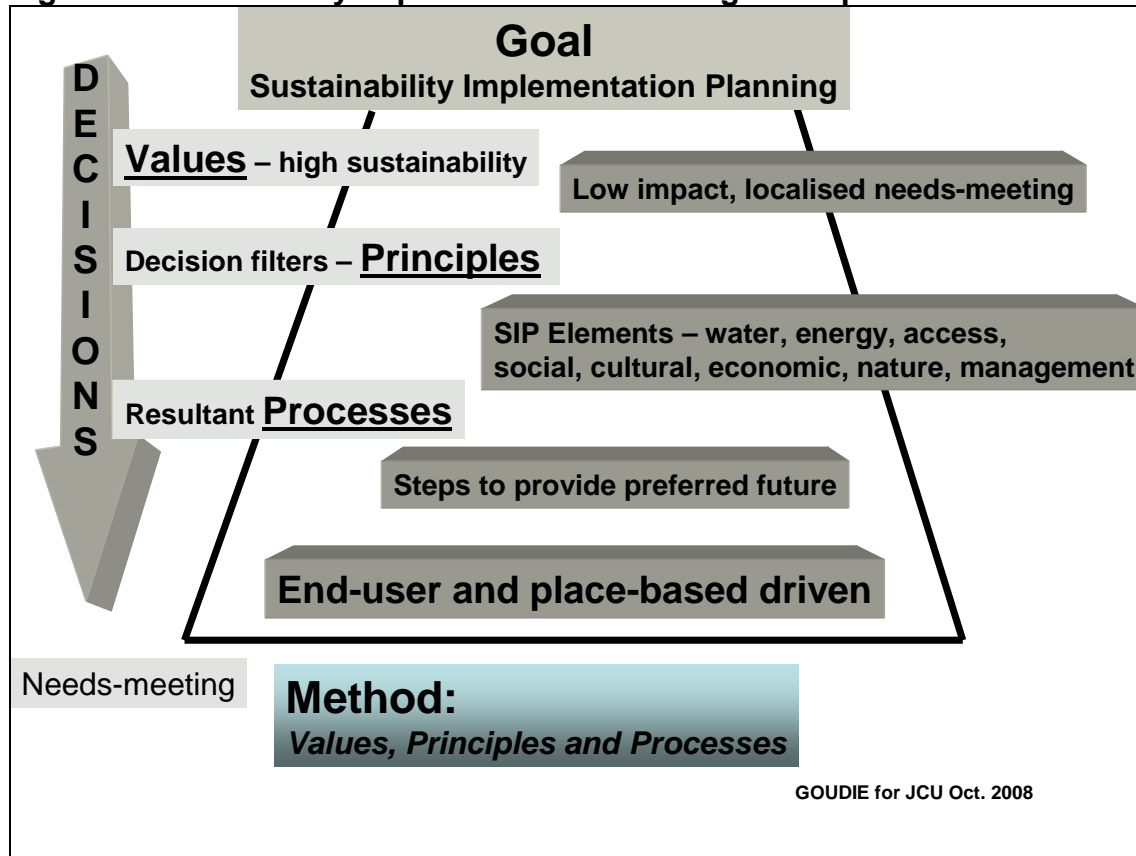 Goal
Sustainability Implementation Planning
DECISIONS
Values – high sustainability
Low impact, localised needs-meeting
Decision filters – Principles
SIP Elements – water, energy, access,
social, cultural, economic, nature, management
Resultant Processes
Steps to provide preferred future
End-user and place-based driven
Needs-meeting
Method:
Values, Principles and Processes
GOUDIE for JCU Oct. 2008